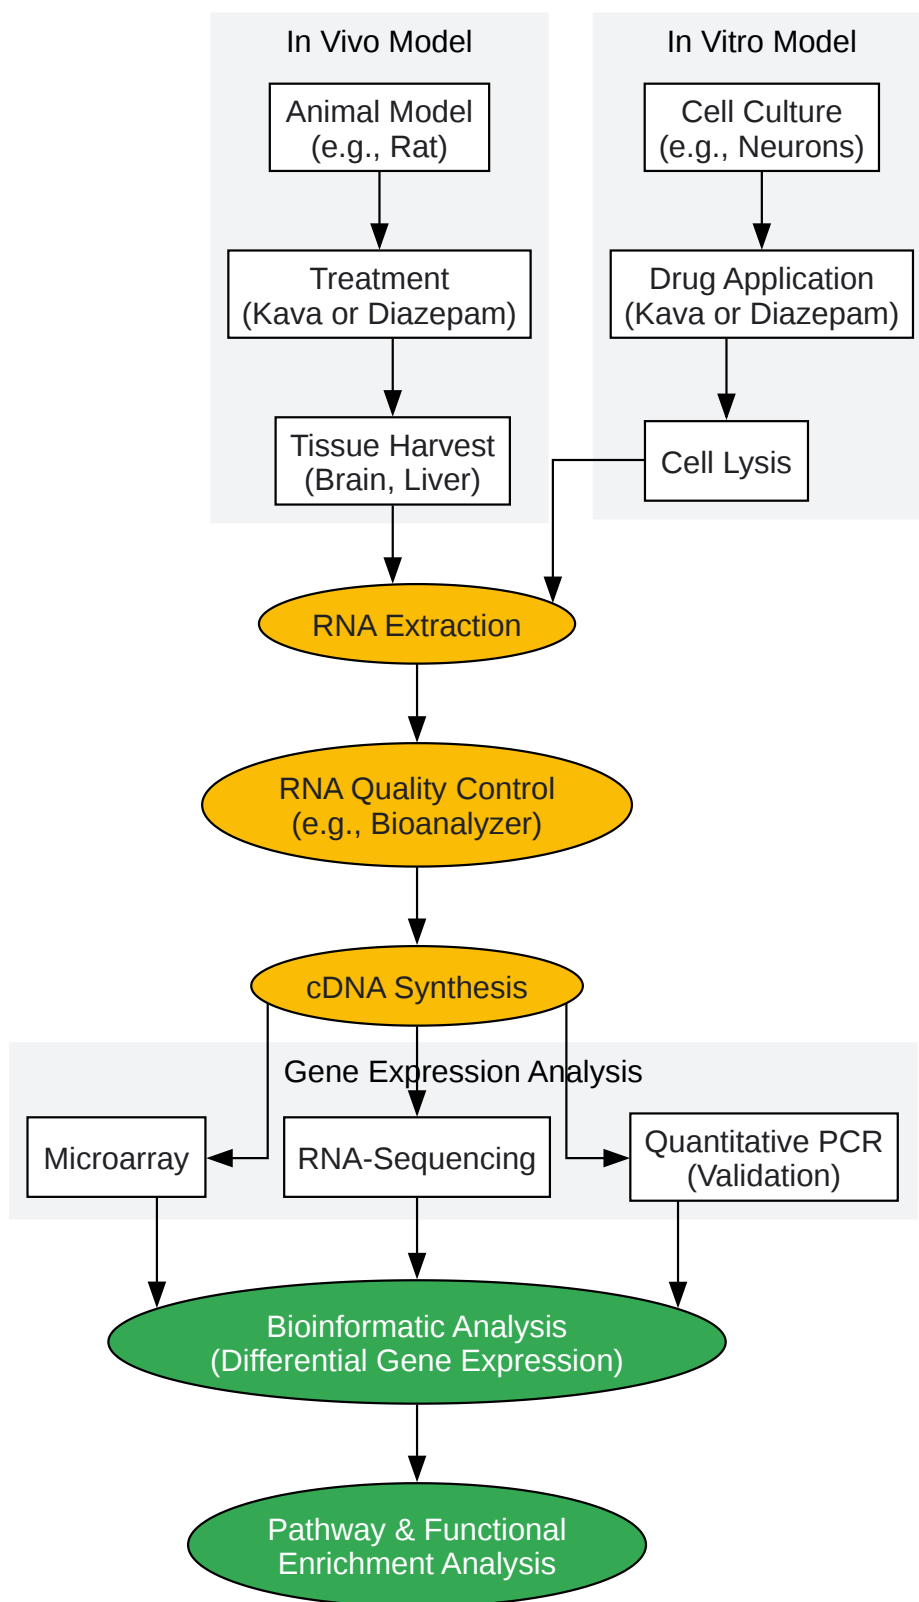 In Vivo Model
Animal Model
(e.g., Rat)
Treatment
(Kava or Diazepam)
Tissue Harvest
(Brain, Liver)
In Vitro Model
Cell Culture
(e.g., Neurons)
Drug Application
(Kava or Diazepam)
Cell Lysis
RNA Extraction
RNA Quality Control
(e.g., Bioanalyzer)
cDNA Synthesis
Gene Expression Analysis
Microarray
RNA-Sequencing
Quantitative PCR
(Validation)
Bioinformatic Analysis
(Differential Gene Expression)
Pathway & Functional
Enrichment Analysis